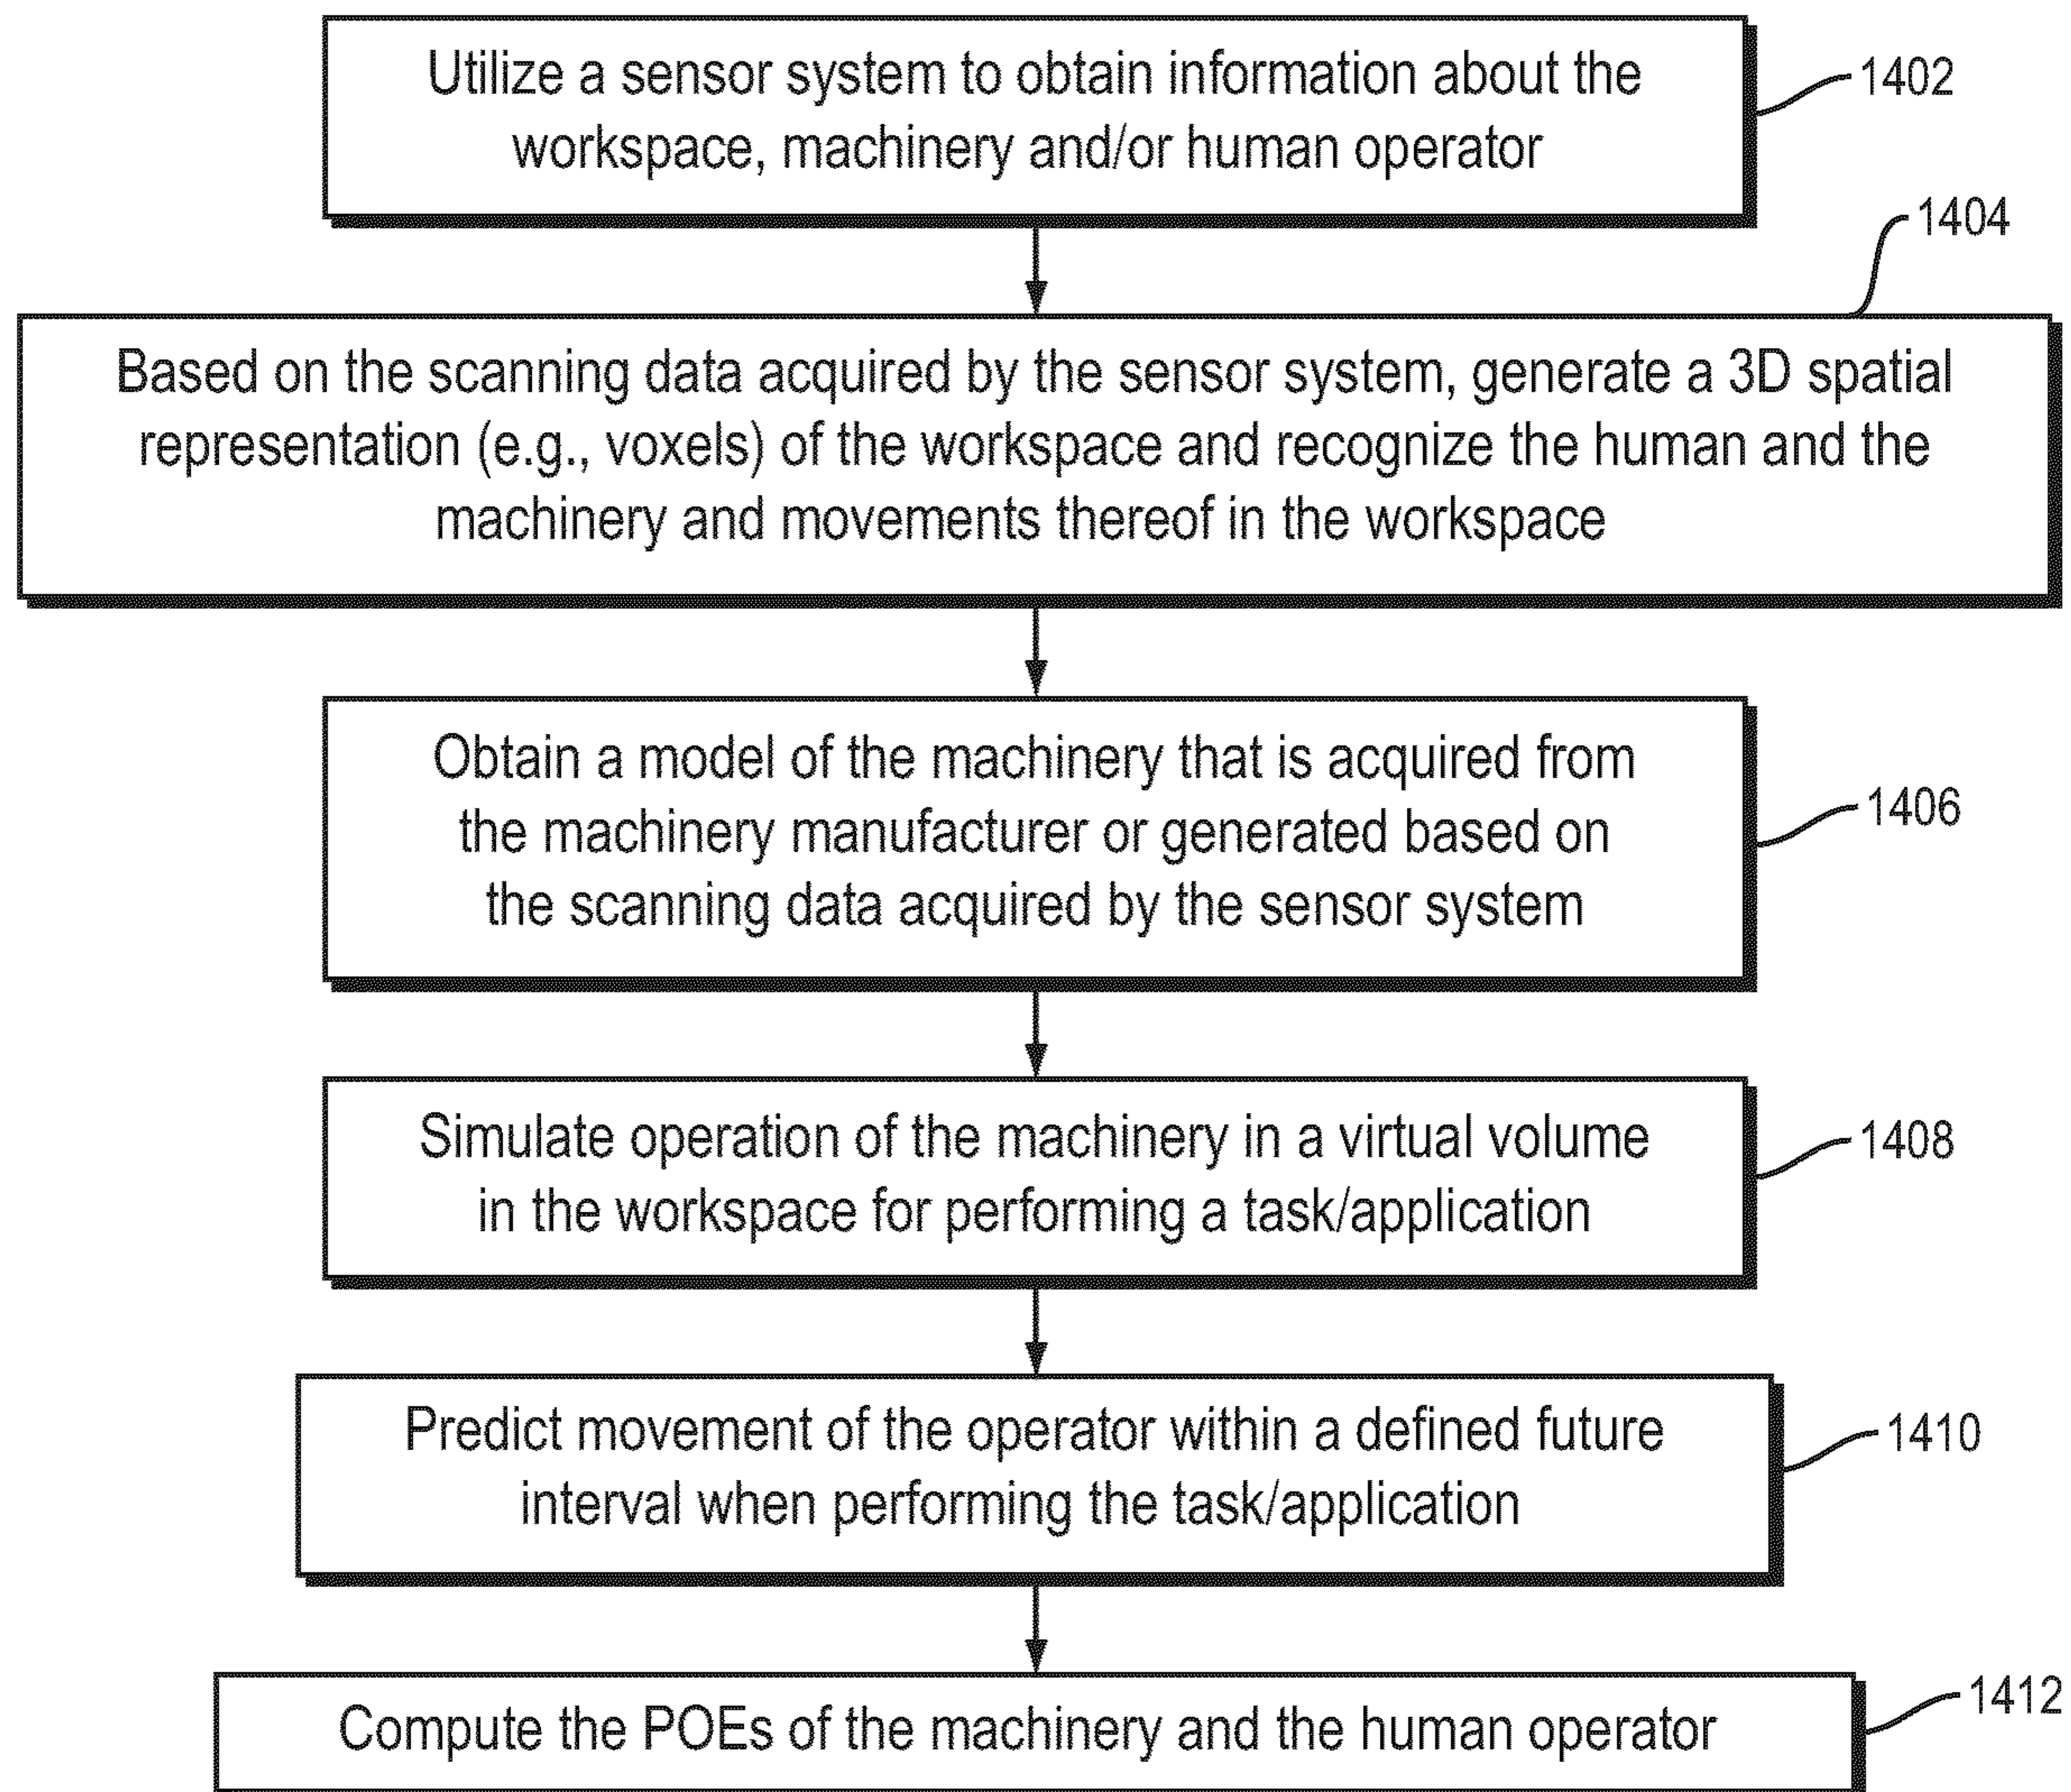 Utilize a sensor system to obtain information about the
workspace, machinery and/or human operator
1402
1404
Based on the scanning data acquired by the sensor system, generate a 3D spatial
representation (e.g., voxels) of the workspace and recognize the human and the
machinery and movements thereof in the workspace
Obtain a model of the machinery that is acquired from
the machinery manufacturer or generated based on
the scanning data acquired by the sensor system
1406
Simulate operation of the machinery in a virtual volume
in the workspace for performing a task/application
1408
Predict movement of the operator within a defined future
interval when performing the task/application
1410
Compute the POEs of the machinery and the human operator
1412